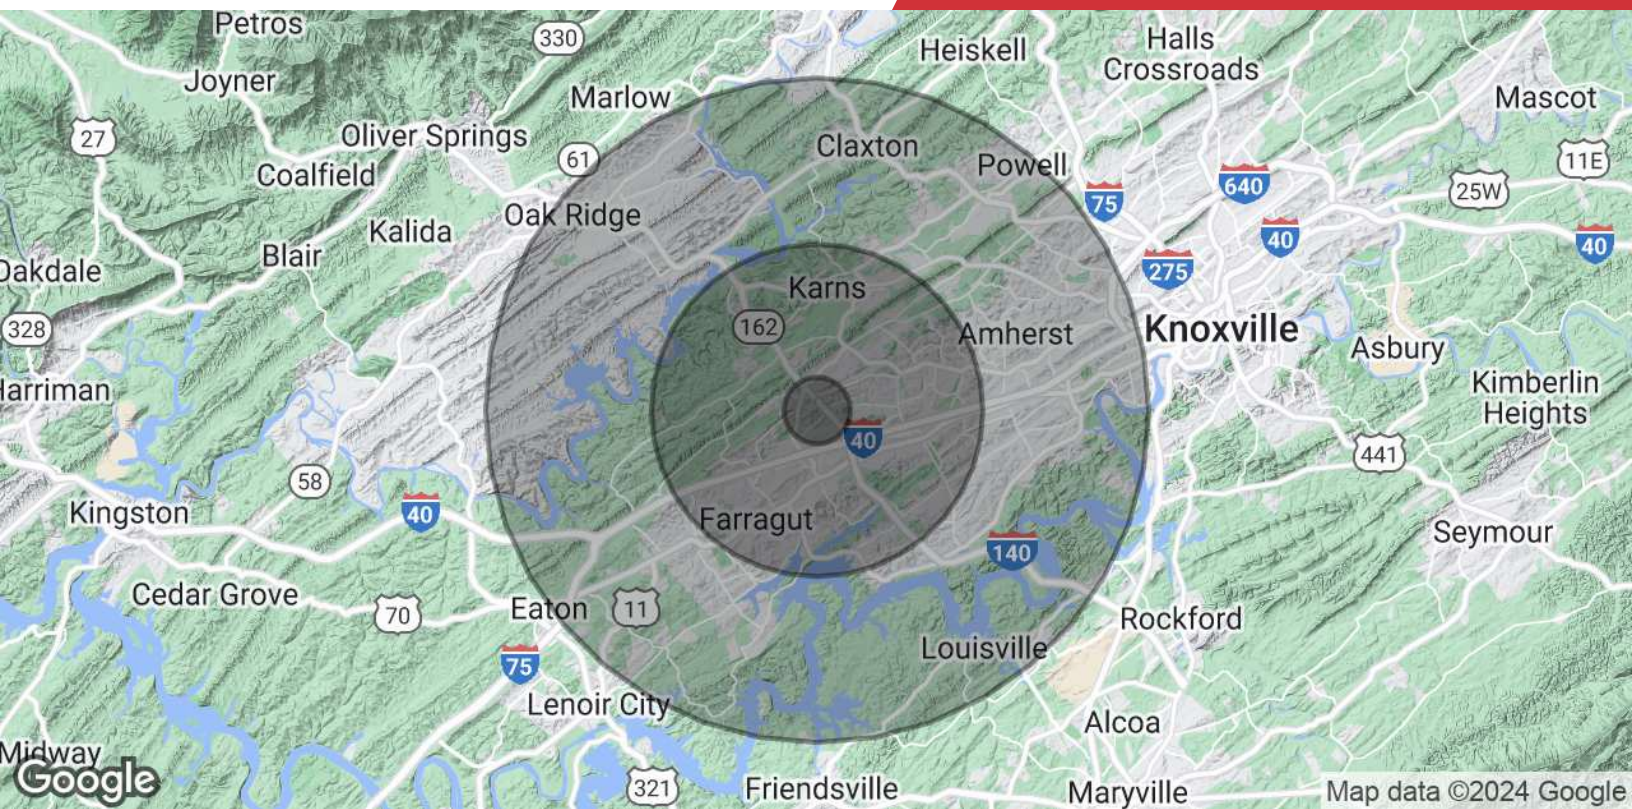 Petros
330
Heiskell
Halls
Crossroads
Joyner
Marlow
Mascot
27
Oliver Springs
61
Claxton
Powell
11E
Coalfield
75
640
25W
Oak Ridge
Kalida
40
40
Blair
275
Oakdale
Karns
328
162
Amherst
Knoxville
Asbury
Harriman
Kimberlin
Heights
40
441
58
Kingston
40
Farragut
Seymour
140
Cedar Grove
70
Eaton
11
Rockford
Louisville
75
Lenoir City
Alcoa
Midway
Google
321
Friendsville
Maryville
Map data ©2024 Google